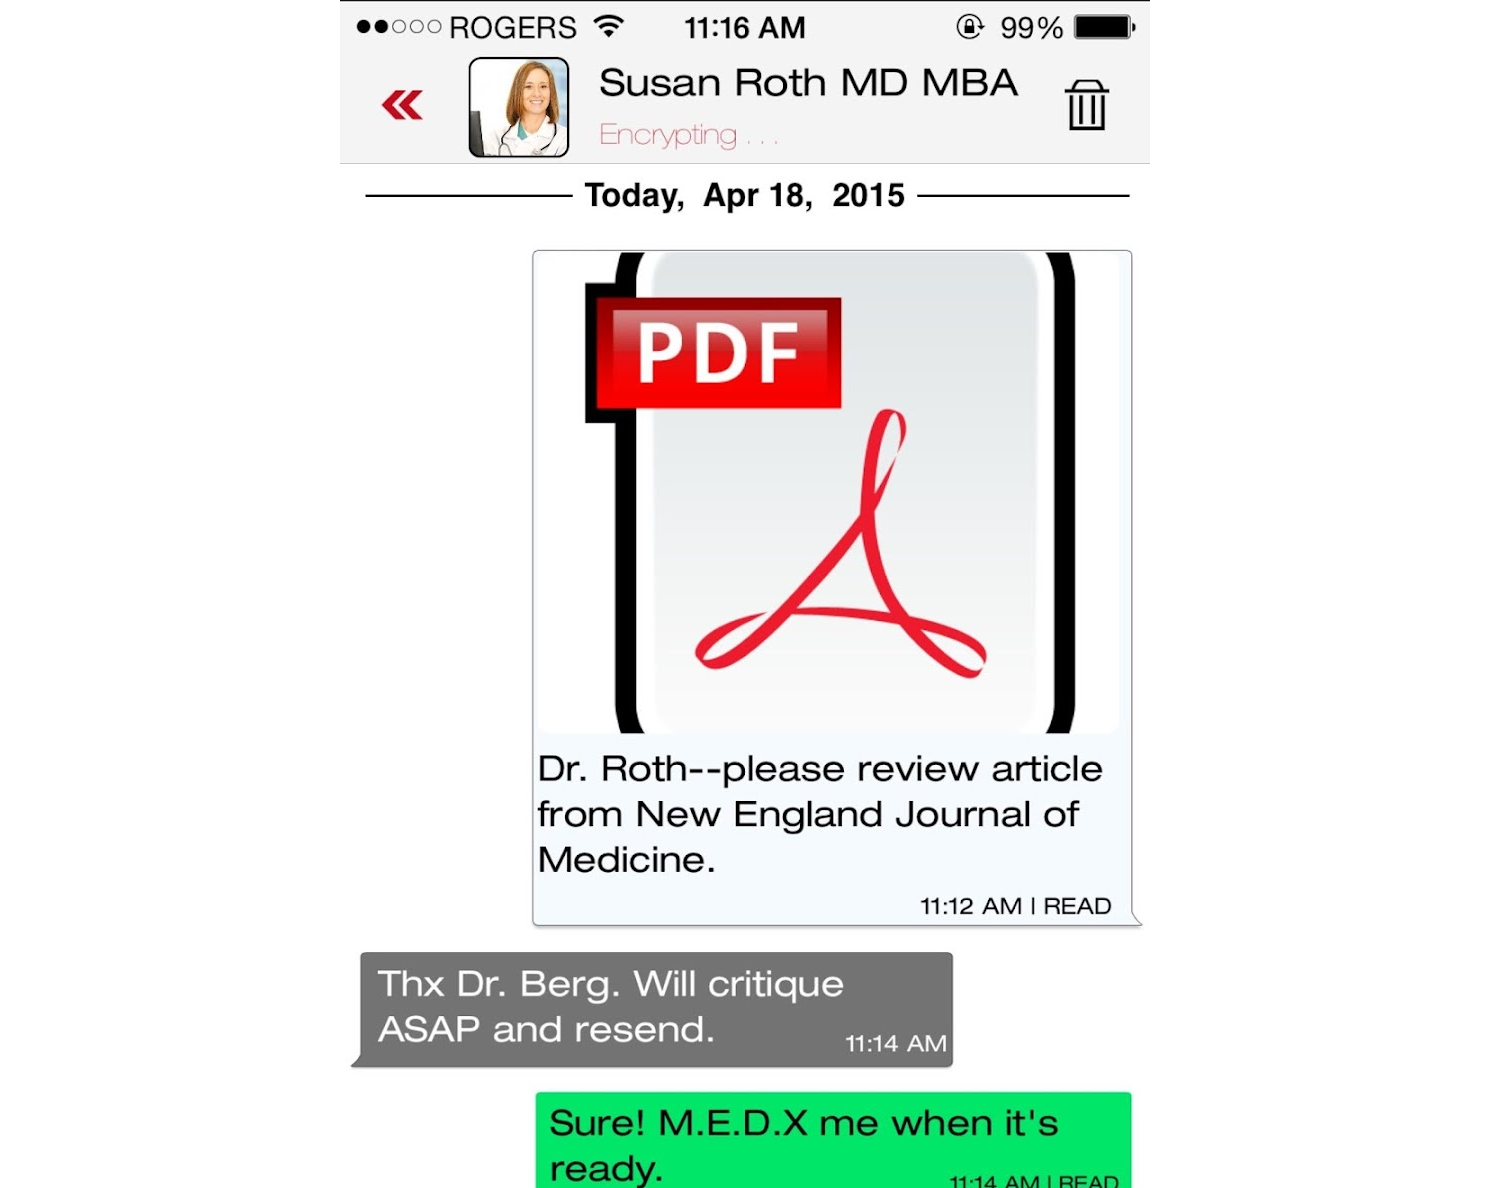 ROGERS 11:16 AM 99%
Susan Roth MD MBA
Encrypting . . .
Today, Apr 18, 2015
PDF
Dr. Roth--please review article
from New England Journal of
Medicine.
11:12 AM | READ
Thx Dr. Berg. Will critique
ASAP and resend.
11:14 AM
Sure! M.E.D.X me when it's
ready.
11:14 AM | READ